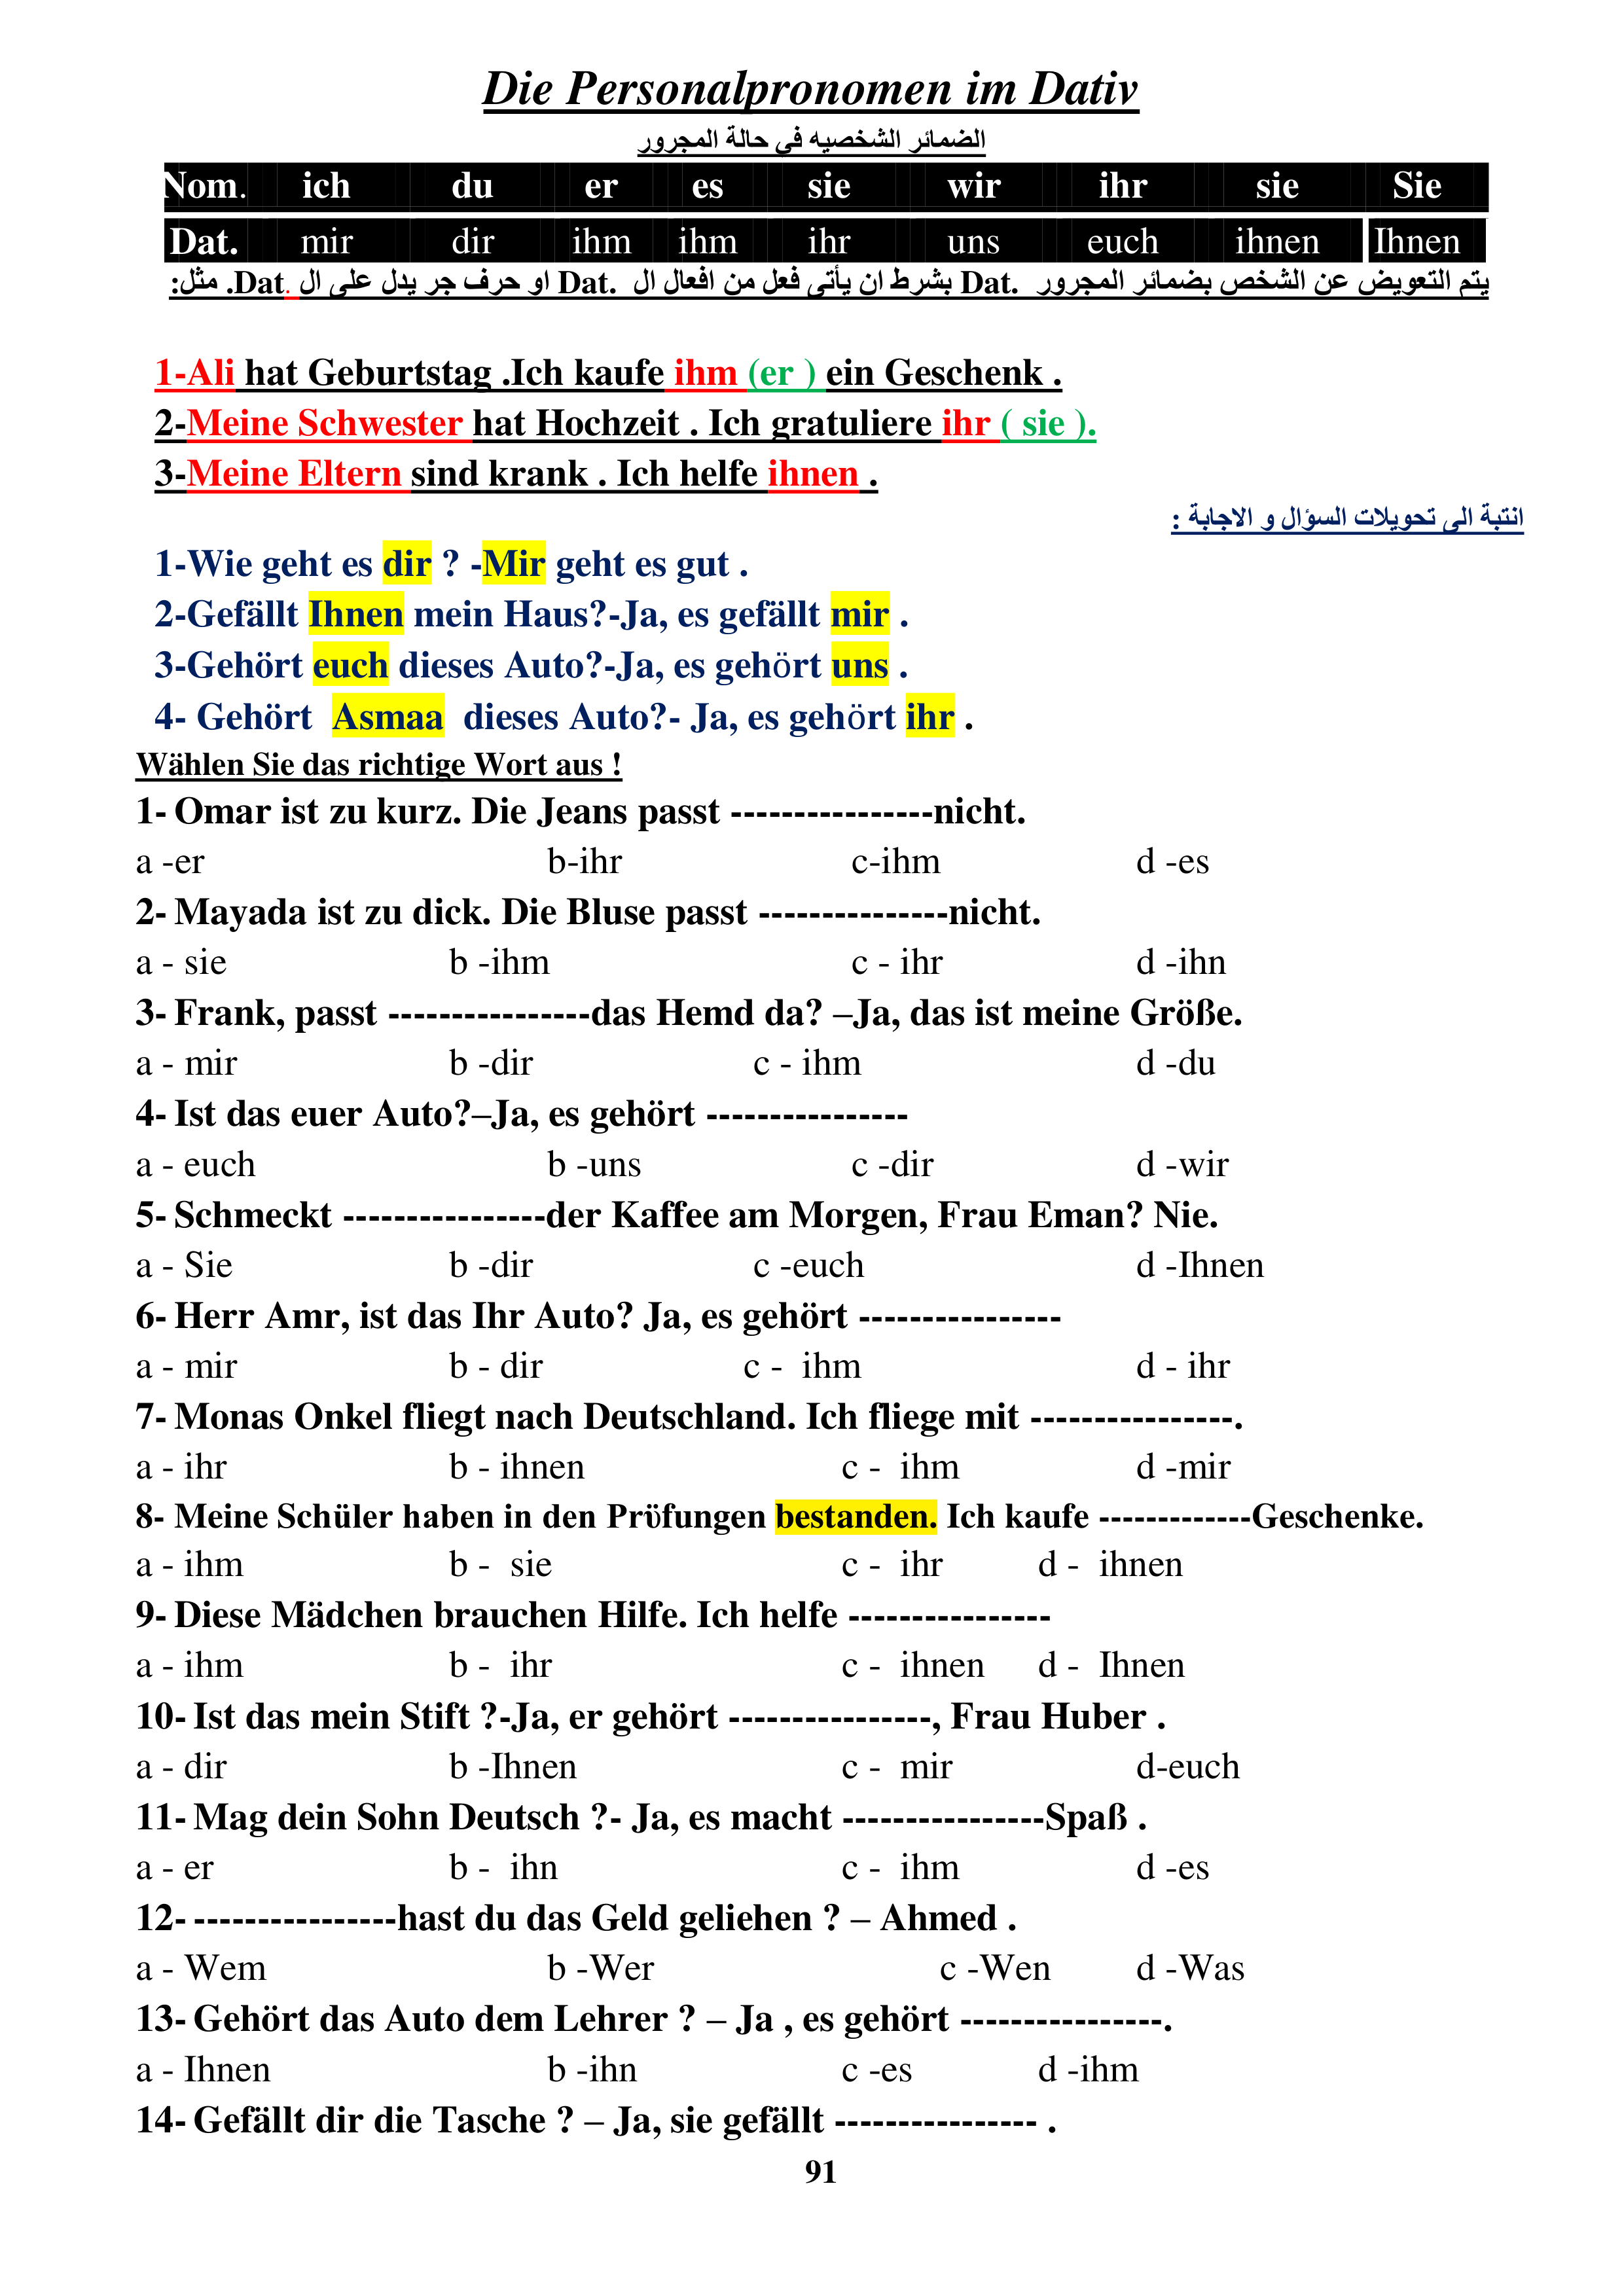 Die Personalpronomen im Dativ
الضمائر الشخصيه في حالة المجرور
Nom. ich du er es sie wir ihr sie Sie
Dat. mir dir ihm ihm ihr uns euch ihnen Ihnen
يتم التعويض عن الشخص بضمائر المجرور Dat. بشرط ان يأتى فعل من افعال ال Dat. او حرف جر يدل على ال .Dat. مثل:
1-Ali hat Geburtstag .Ich kaufe ihm (er ) ein Geschenk .
2-Meine Schwester hat Hochzeit . Ich gratuliere ihr ( sie ).
3-Meine Eltern sind krank . Ich helfe ihnen .
انتبة الى تحويلات السؤال و الاجابة :
1-Wie geht es dir ? -Mir geht es gut .
2-Gefällt Ihnen mein Haus?-Ja, es gefällt mir .
3-Gehört euch dieses Auto?-Ja, es gehört uns .
4- Gehört Asmaa dieses Auto?- Ja, es gehört ihr .
Wählen Sie das richtige Wort aus !
1- Omar ist zu kurz. Die Jeans passt ----------------nicht.
a -er b-ihr c-ihm d -es
2- Mayada ist zu dick. Die Bluse passt ---------------nicht.
a - sie b -ihm c - ihr d -ihn
3- Frank, passt ----------------das Hemd da? –Ja, das ist meine Größe.
a - mir b -dir c - ihm d -du
4- Ist das euer Auto?–Ja, es gehört ----------------
a - euch b -uns c -dir d -wir
5- Schmeckt ----------------der Kaffee am Morgen, Frau Eman? Nie.
a - Sie b -dir c -euch d -Ihnen
6- Herr Amr, ist das Ihr Auto? Ja, es gehört ----------------
a - mir b - dir c - ihm d - ihr
7- Monas Onkel fliegt nach Deutschland. Ich fliege mit ----------------.
a - ihr b - ihnen c - ihm d -mir
8- Meine Schüler haben in den Prϋfungen bestanden. Ich kaufe ------------Geschenke.
a - ihm b - sie c - ihr d - ihnen
9- Diese Mädchen brauchen Hilfe. Ich helfe ----------------
a - ihm b - ihr c - ihnen d - Ihnen
10- Ist das mein Stift ?-Ja, er gehört ----------------, Frau Huber .
a - dir b -Ihnen c - mir d-euch
11- Mag dein Sohn Deutsch ?- Ja, es macht ----------------Spaß .
a - er b - ihn c - ihm d -es
12- ----------------hast du das Geld geliehen ? – Ahmed .
a - Wem b -Wer c -Wen d -Was
13- Gehört das Auto dem Lehrer ? – Ja , es gehört ----------------.
a - Ihnen b -ihn c -es d -ihm
14- Gefällt dir die Tasche ? – Ja, sie gefällt ---------------- .
91